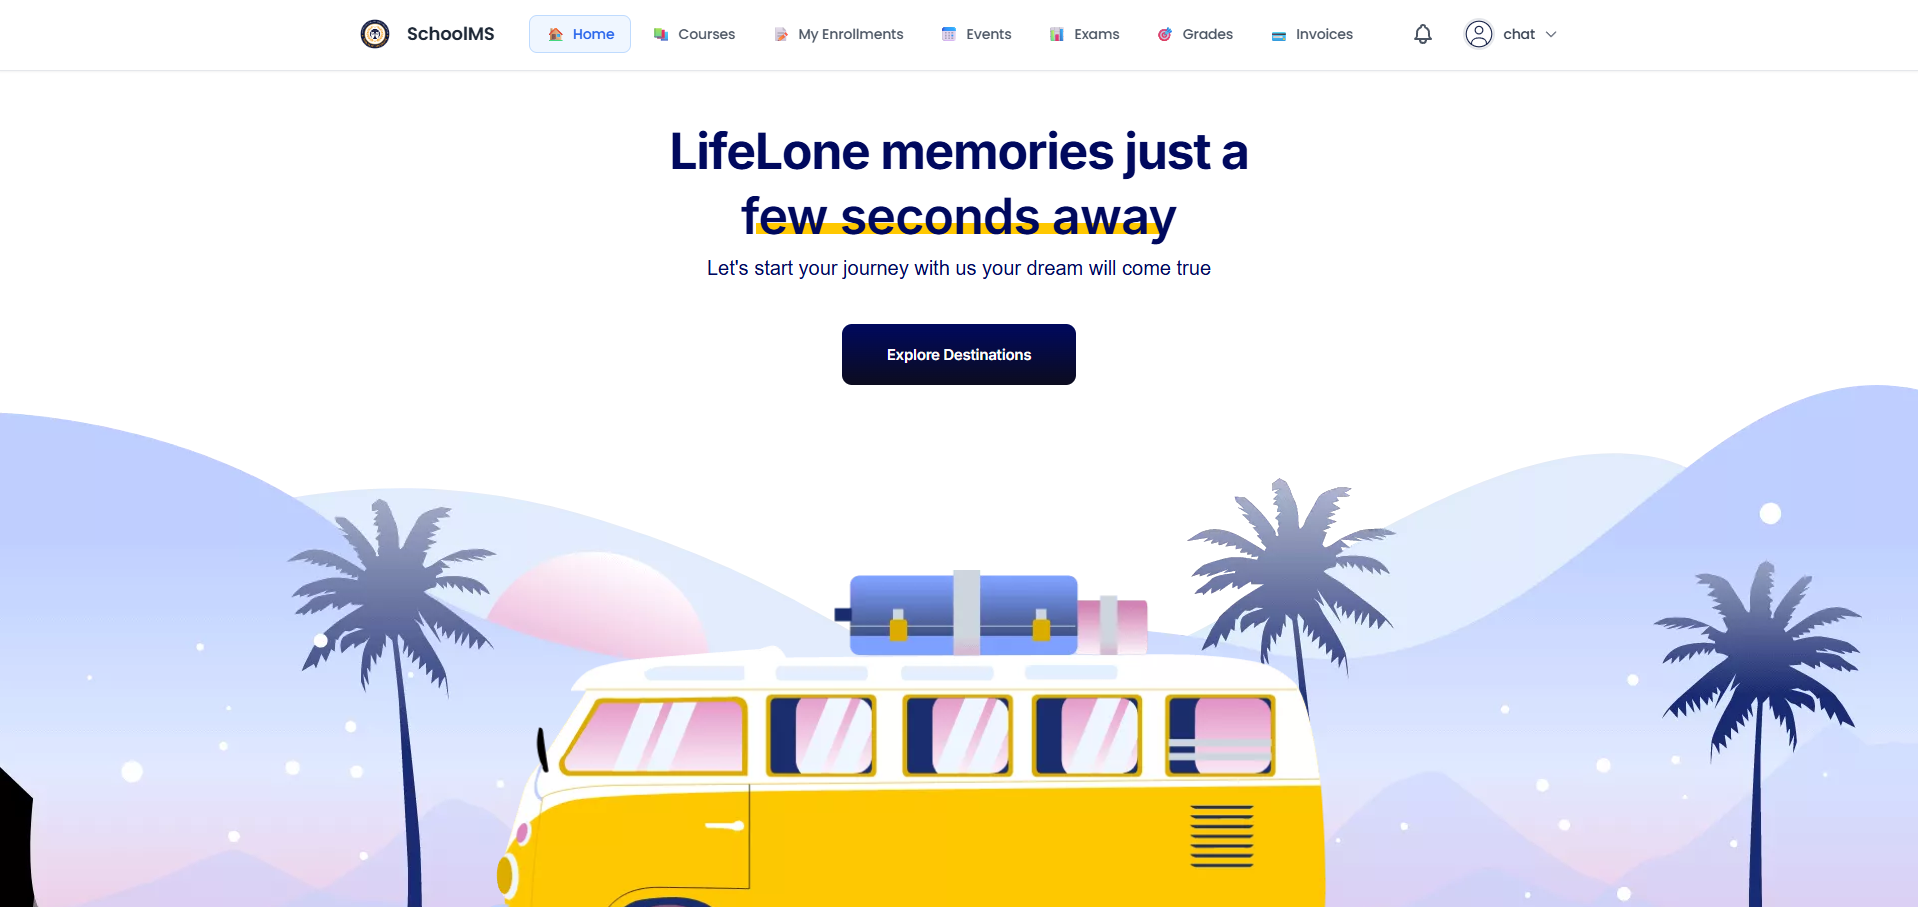 SchoolMS
Home
Courses
My Enrollments
Events
Exams
Grades
Invoices
chat
LifeLone memories just a
few seconds away
Let's start your journey with us your dream will come true
Explore Destinations